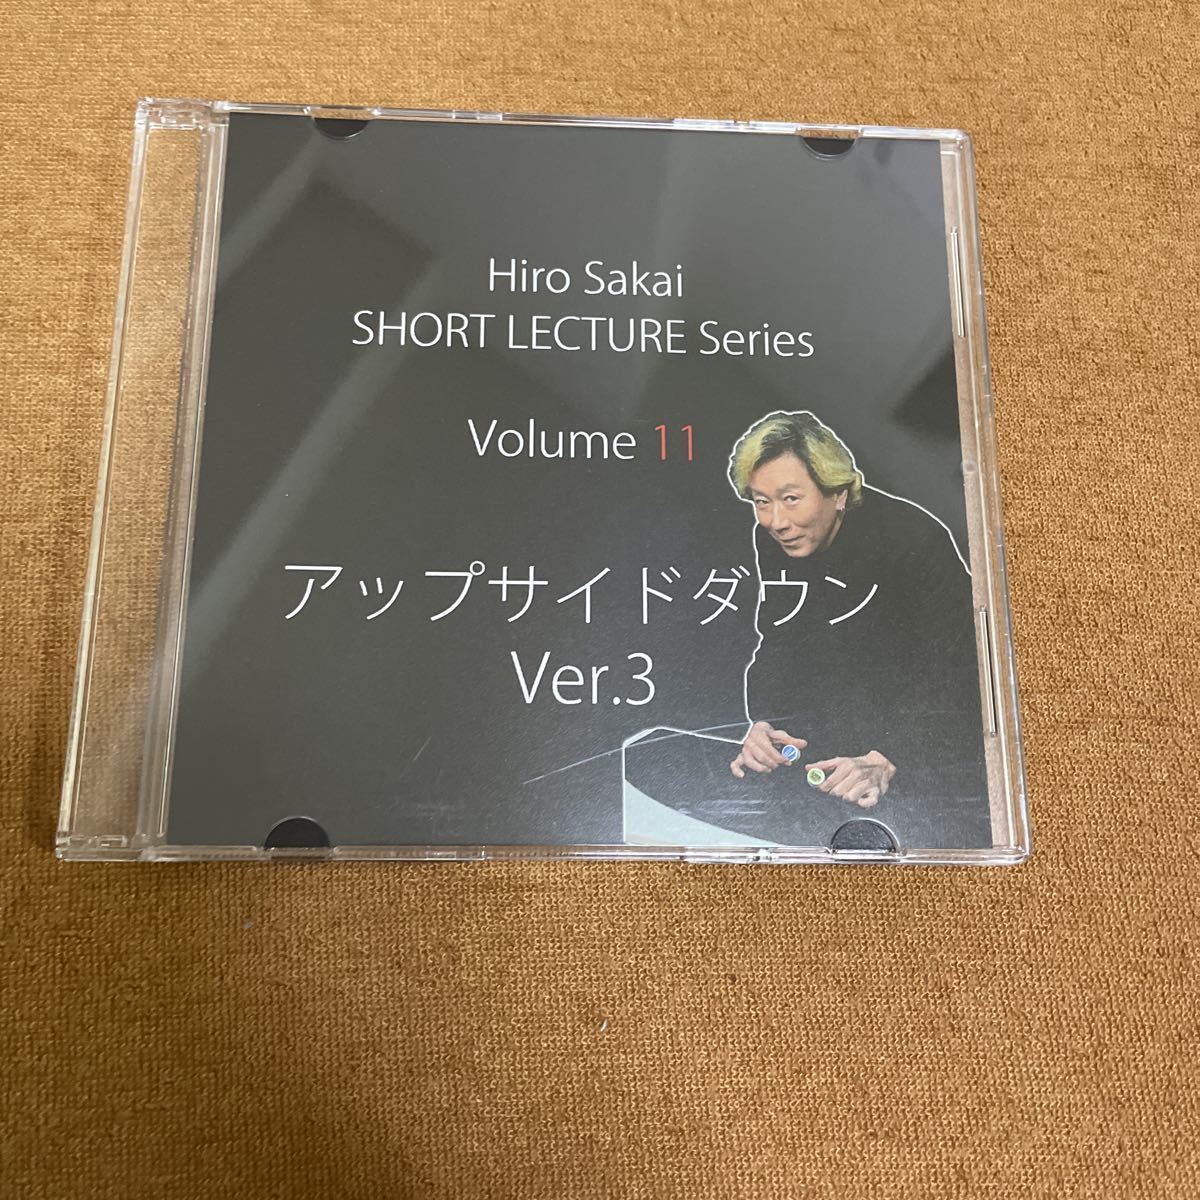 Hiro Sakai
SHORT LECTURE Series
Volume 11
アップサイドダウン
Ver.3